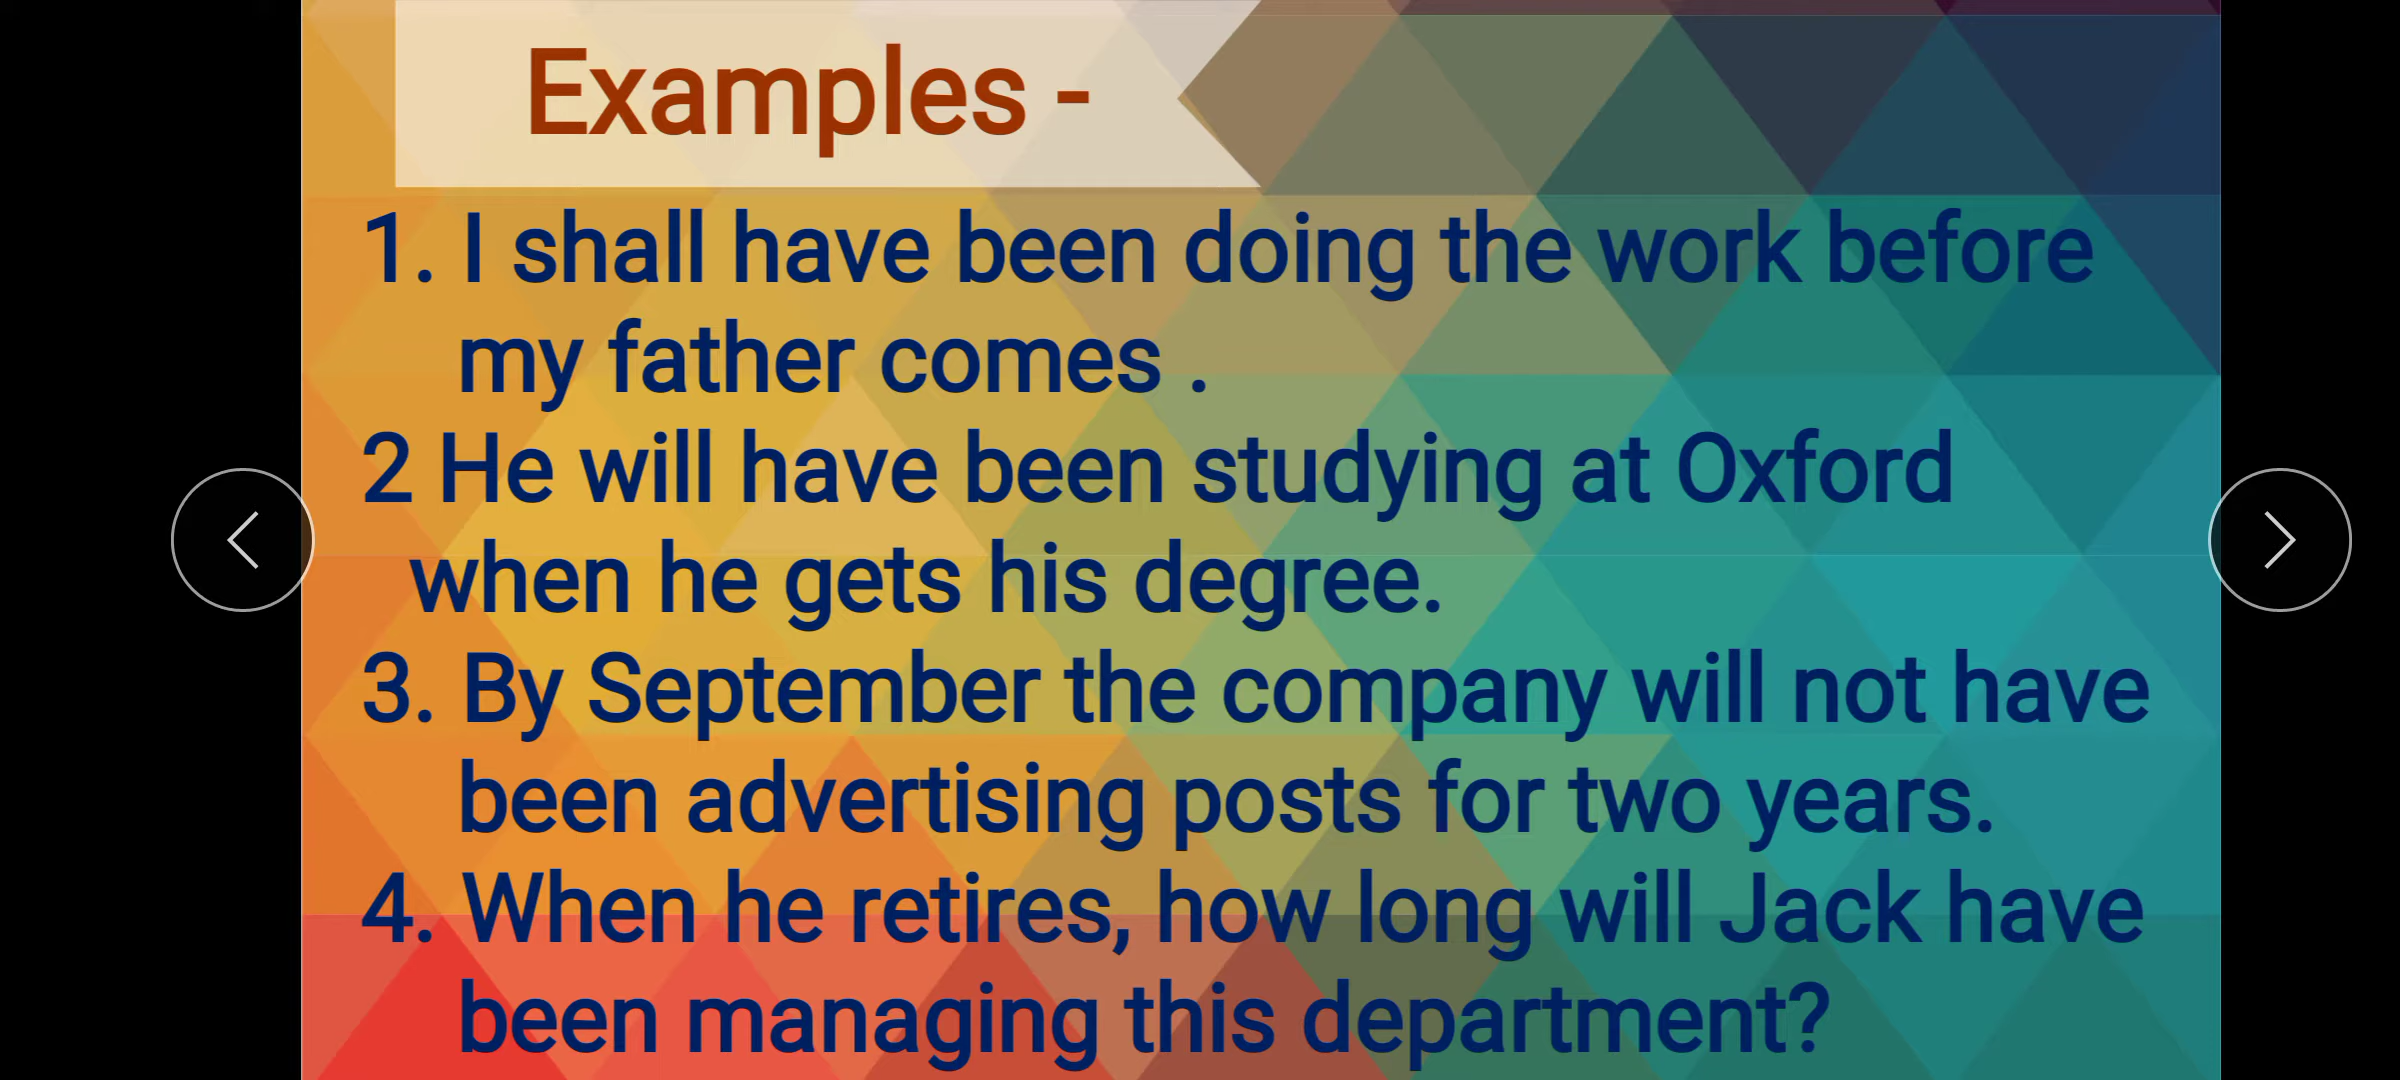 Examples -
1. I shall have been doing the work before
my father comes .
2 He will have been studying at Oxford
when he gets his degree.
3. By September the company will not have
been advertising posts for two years.
4. When he retires, how long will Jack have
been managing this department?